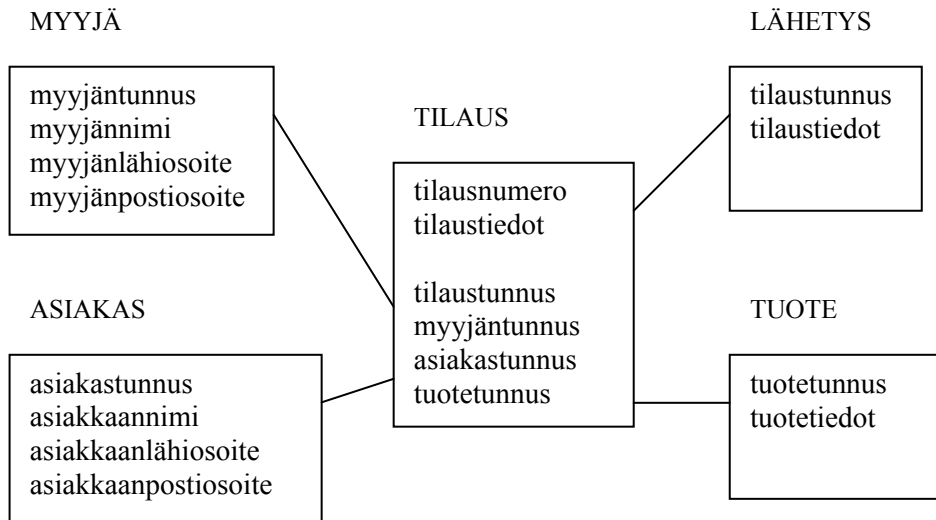 MYYJÄ
myyjäntunnus
myyjännimi
myyjänlähiosoite
myyjänpostiosoite
ASIAKAS
asiakastunnus
asiakkaannimi
asiakkaanlähiosoite
asiakkaanpostiosoite
TILAUS
tilausnumero
tilaustiedot
tilaustunnus
myyjäntunnus
asiakastunnus
tuotetunnus
LÄHETYS
tilaustunnus
tilaustiedot
TUOTE
tuotetunnus
tuotetiedot